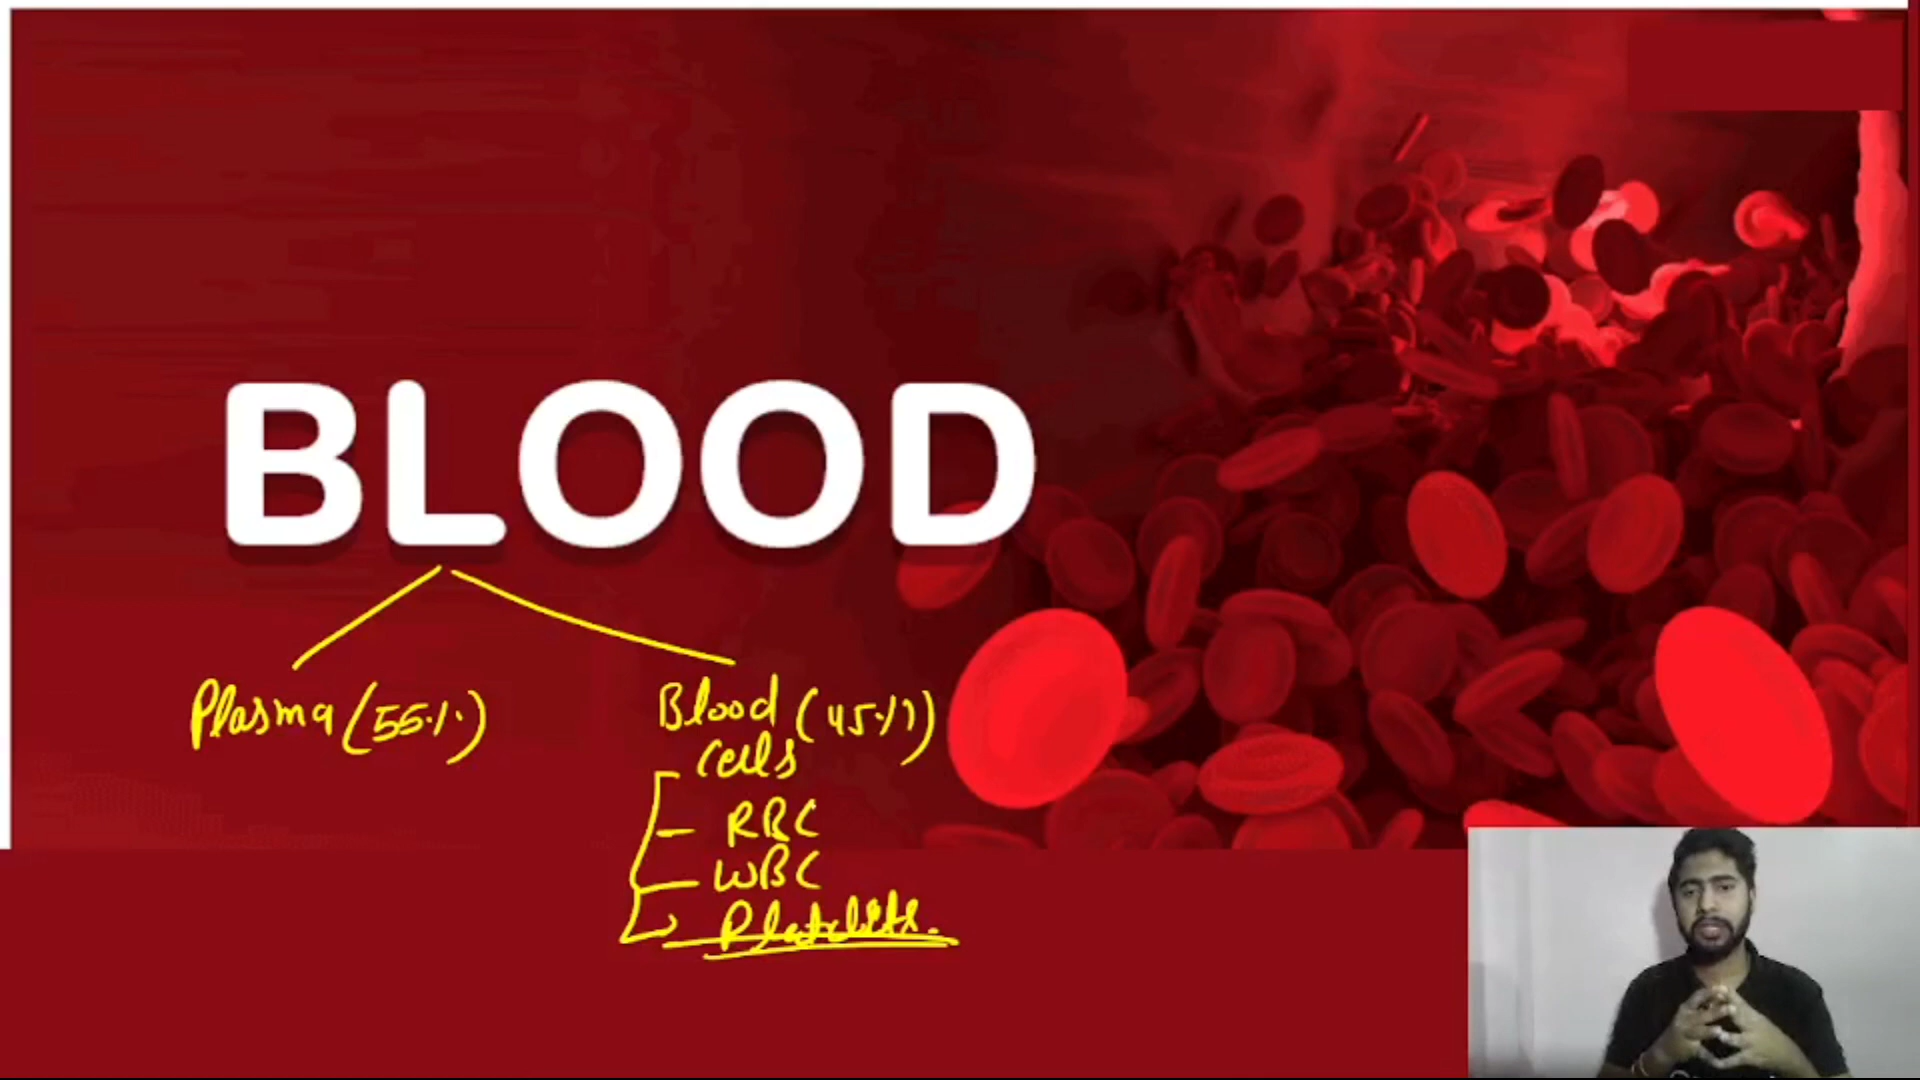 BLOOD
Plasma (55%)
Blood (45%)
cells
RBC
WBC
Platelets.